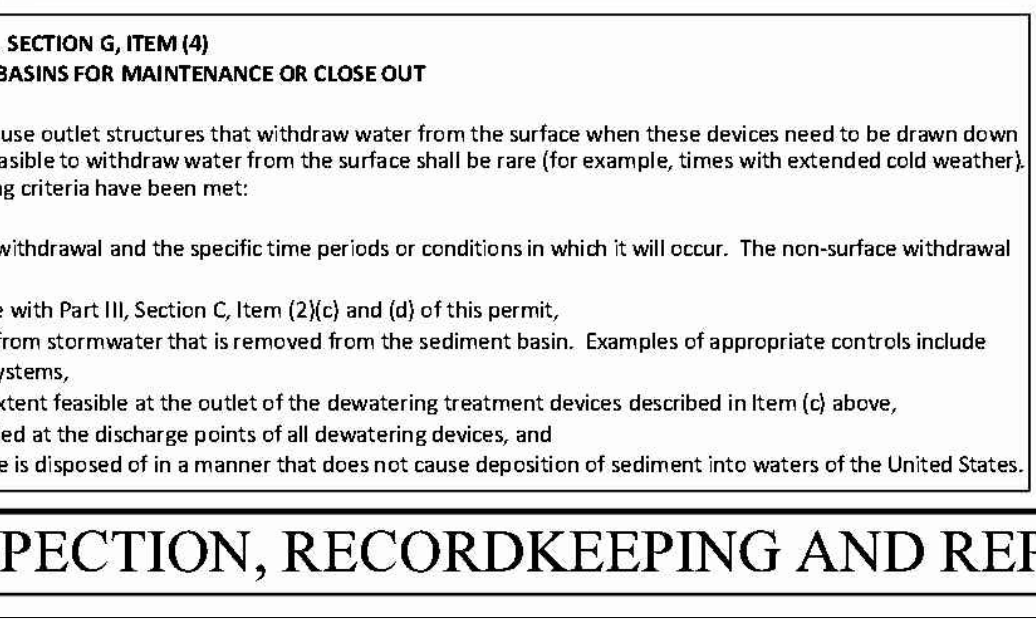 SECTION G, ITEM (4)
BASINS FOR MAINTENANCE OR CLOSE OUT
use outlet structures that withdraw water from the surface when these devices need to be drawn down
asible to withdraw water from the surface shall be rare (for example, times with extended cold weather).
ng criteria have been met:
withdrawal and the specific time periods or conditions in which it will occur. The non-surface withdrawal
e with Part III, Section C, Item (2)(c) and (d) of this permit,
from stormwater that is removed from the sediment basin. Examples of appropriate controls include
ystems,
xtent feasible at the outlet of the dewatering treatment devices described in Item (c) above,
ed at the discharge points of all dewatering devices, and
e is disposed of in a manner that does not cause deposition of sediment into waters of the United States.
PECTION, RECORDKEEPING AND REP